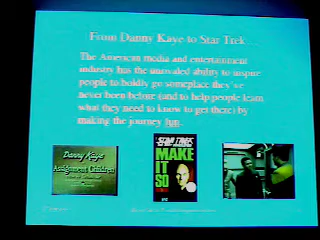 From Danny Kaye to Star Trek
The American media and entertainment
industry has the unrivaled ability to inspire
people to boldly go someplace they've
never been before (and to help people learn
what they need to know to get there) by
making the journey fun.
Danny Kaye
Assignment Children
STAR TREK
MAKE
IT
SO